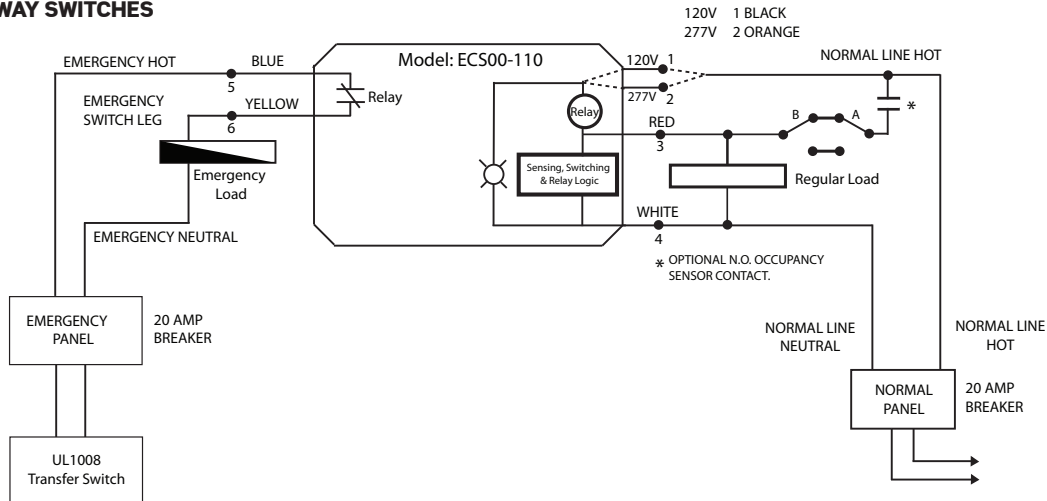 WAY SWITCHES
120V 1 BLACK
277V 2 ORANGE
EMERGENCY HOT
BLUE
5
EMERGENCY
SWITCH LEG
YELLOW
6
Relay
Model: ECS00-110
120V
1
277V
2
NORMAL LINE HOT
Relay
RED
3
B
A
*
Sensing, Switching
& Relay Logic
Regular Load
Emergency
Load
WHITE
4
EMERGENCY NEUTRAL
* OPTIONAL N.O. OCCUPANCY
SENSOR CONTACT.
EMERGENCY
PANEL
20 AMP
BREAKER
NORMAL LINE
NEUTRAL
NORMAL LINE
HOT
NORMAL
PANEL
20 AMP
BREAKER
UL1008
Transfer Switch